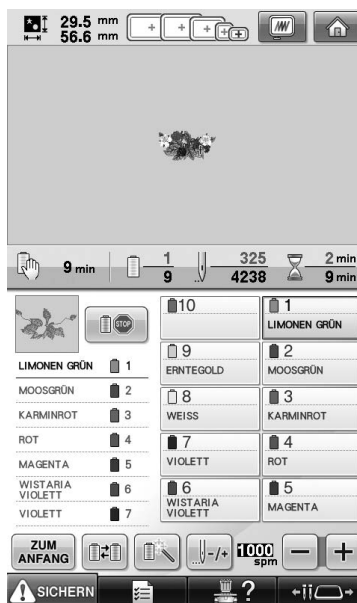 29.5 mm
56.6 mm
9 min
1
9
325
4238
2 min
9 min
STOP
10
1
LIMONEN GRÜN
9
ERNTEGOLD
2
MOOSGRÜN
8
WEISS
3
KARMINROT
7
VIOLETT
4
ROT
6
WISTARIA
VIOLETT
5
MAGENTA
LIMONEN GRÜN 1
MOOSGRÜN 2
KARMINROT 3
ROT 4
MAGENTA 5
WISTARIA
VIOLETT 6
VIOLETT 7
ZUM
ANFANG
-/+
1000
spm
− +
SICHERN
?